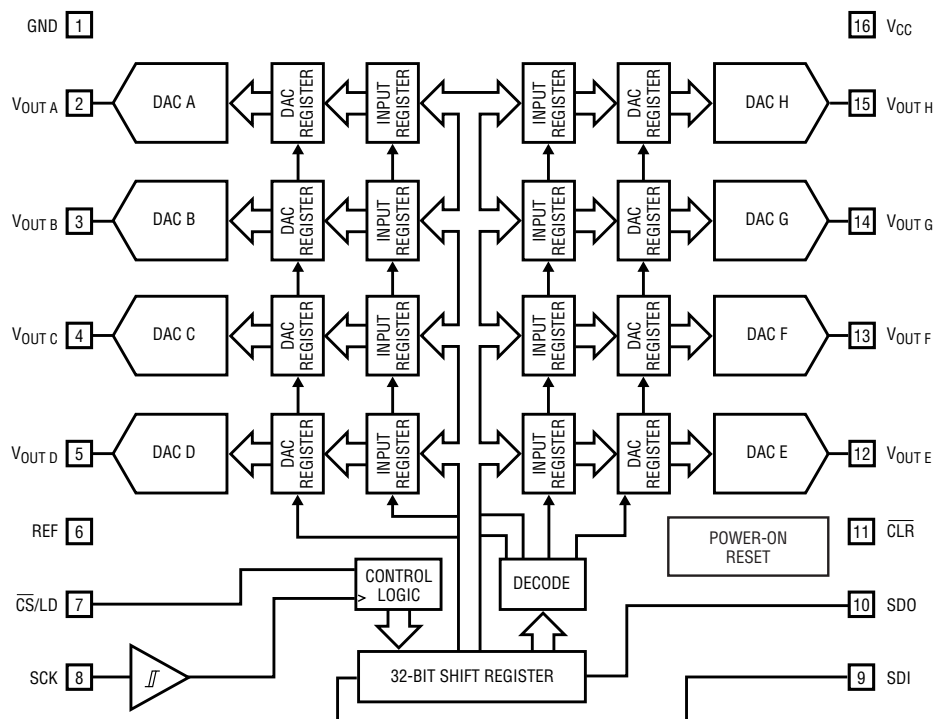 GND 1
16 VCC
VOUT A 2
DAC A
DAC REGISTER
INPUT REGISTER
INPUT REGISTER
DAC REGISTER
DAC H
15 VOUT H
VOUT B 3
DAC B
DAC REGISTER
INPUT REGISTER
INPUT REGISTER
DAC REGISTER
DAC G
14 VOUT G
VOUT C 4
DAC C
DAC REGISTER
INPUT REGISTER
INPUT REGISTER
DAC REGISTER
DAC F
13 VOUT F
VOUT D 5
DAC D
DAC REGISTER
INPUT REGISTER
INPUT REGISTER
DAC REGISTER
DAC E
12 VOUT E
REF 6
POWER-ON
RESET
11 C̅L̅R̅
C̅S̅/LD 7
CONTROL
LOGIC
DECODE
10 SDO
SCK 8
32-BIT SHIFT REGISTER
9 SDI